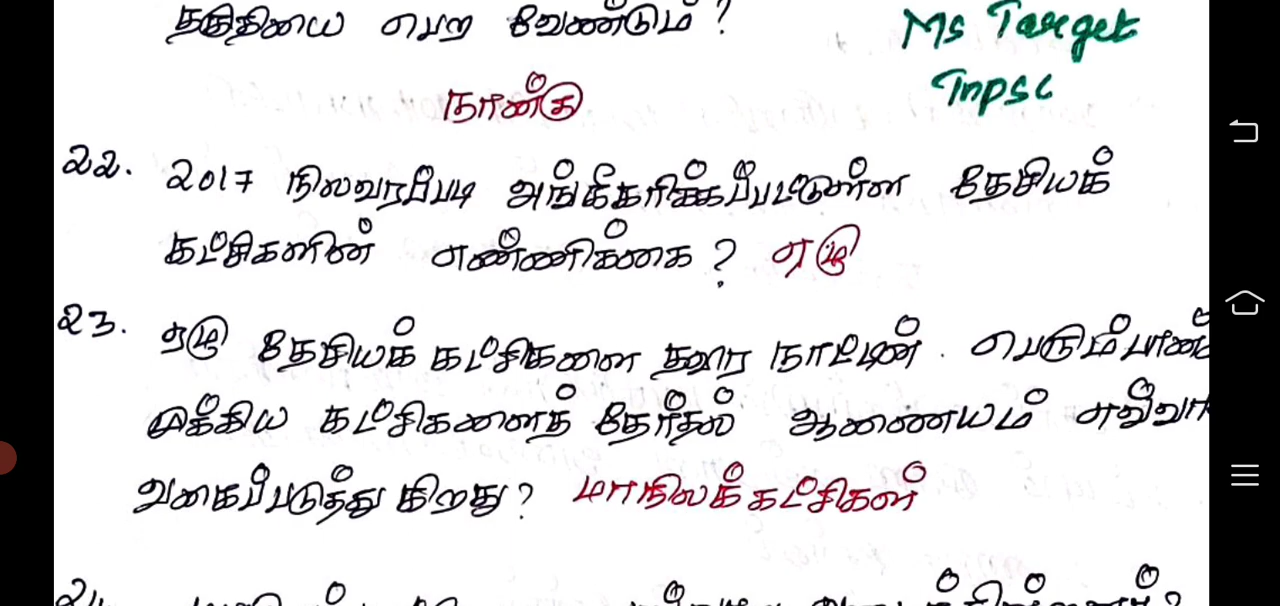 தகுதியை பெற வேண்டும்?
Ms Target
Tnpsc
நான்கு
22. 2017 நிலவரப்படி அங்கீகரிக்கப்பட்டுள்ள தேசியக்
கட்சிகளின் எண்ணிக்கை? ஏழு
23. ஏழு தேசியக் கட்சிகளை தவிர நாட்டின்
முக்கிய கட்சிகளைத் தேர்தல் ஆணையம்
வகைப்படுத்துகிறது? மாநிலக் கட்சிகள்